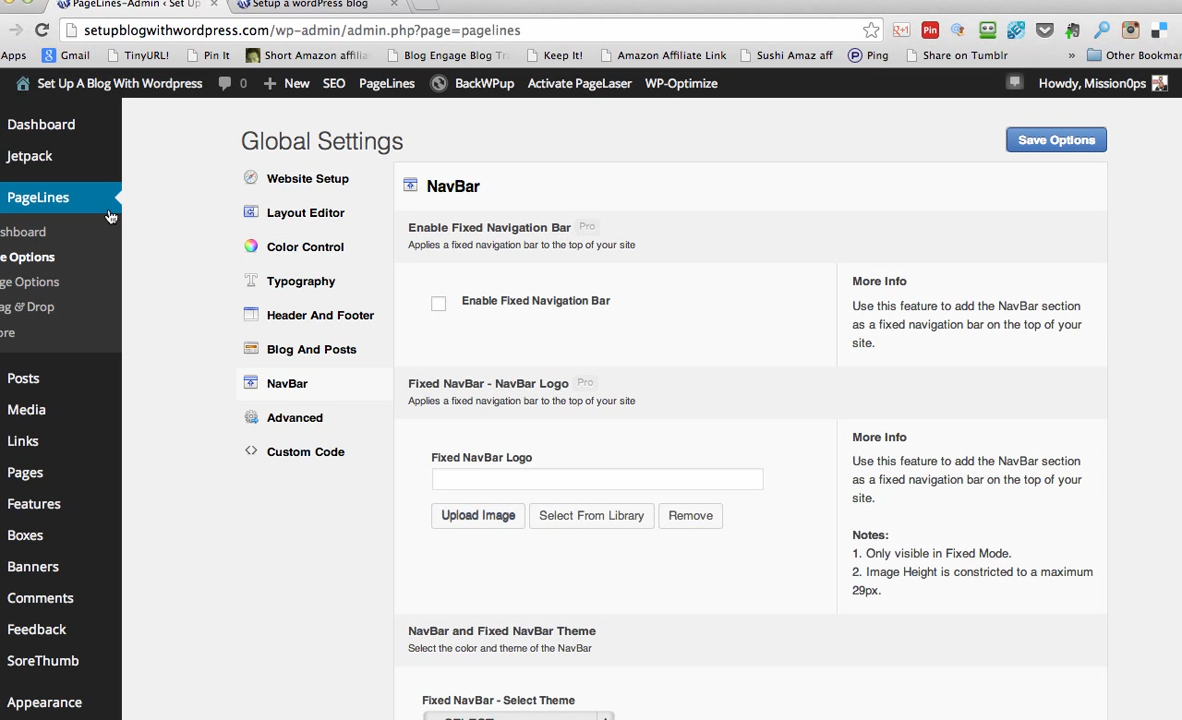 PageLines-Admin ‹ Set Up
Setup a wordPress blog
setupblogwithwordpress.com/wp-admin/admin.php?page=pagelines
Apps
Gmail
TinyURL!
Pin It
Short Amazon affili
Blog Engage Blog Tr
Keep It!
Amazon Affiliate Link
Sushi Amaz aff
Ping
Share on Tumblr
»
Other Bookmar
Set Up A Blog With Wordpress
0
New
SEO
PageLines
BackWPup
Activate PageLaser
WP-Optimize
Howdy, Mission0ps
Dashboard
Jetpack
PageLines
shboard
e Options
ge Options
ag & Drop
ore
Posts
Media
Links
Pages
Features
Boxes
Banners
Comments
Feedback
SoreThumb
Appearance
Global Settings
Save Options
Website Setup
Layout Editor
Color Control
Typography
Header And Footer
Blog And Posts
NavBar
Advanced
Custom Code
NavBar
Enable Fixed Navigation Bar Pro
Applies a fixed navigation bar to the top of your site
Enable Fixed Navigation Bar
More Info
Use this feature to add the NavBar section
as a fixed navigation bar on the top of your
site.
Fixed NavBar - NavBar Logo Pro
Applies a fixed navigation bar to the top of your site
Fixed NavBar Logo
Upload Image
Select From Library
Remove
More Info
Use this feature to add the NavBar section
as a fixed navigation bar on the top of your
site.
Notes:
1. Only visible in Fixed Mode.
2. Image Height is constricted to a maximum
29px.
NavBar and Fixed NavBar Theme
Select the color and theme of the NavBar
Fixed NavBar - Select Theme